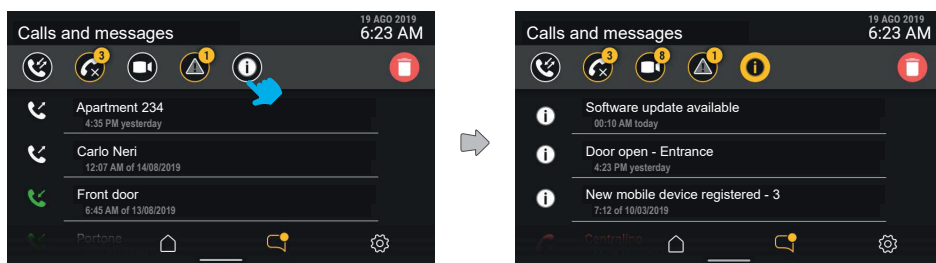 Calls and messages
19 AGO 2019
6:23 AM
3
1
Apartment 234
4:35 PM yesterday
Carlo Neri
12:07 AM of 14/08/2019
Front door
6:45 AM of 13/08/2019
Portone
Calls and messages
19 AGO 2019
6:23 AM
3
8
1
Software update available
00:10 AM today
Door open - Entrance
4:23 PM yesterday
New mobile device registered - 3
7:12 of 10/03/2019
Centralino